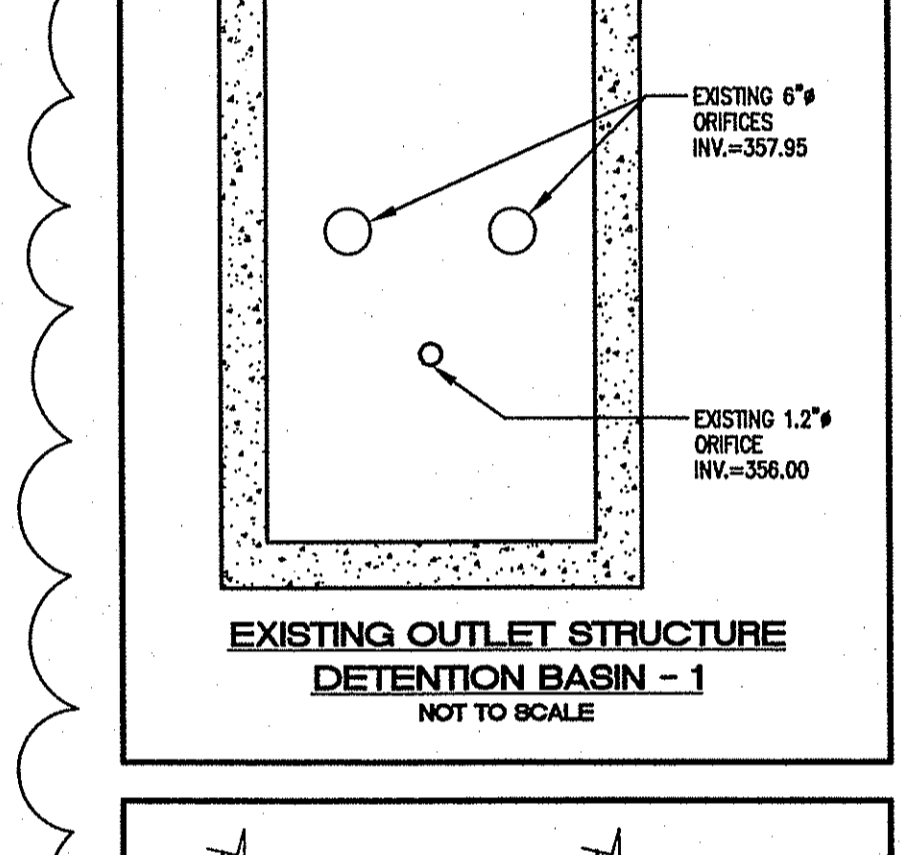 EXISTING 6"ø
ORIFICES
INV.=357.95
EXISTING 1.2"ø
ORIFICE
INV.=356.00
EXISTING OUTLET STRUCTURE
DETENTION BASIN - 1
NOT TO SCALE